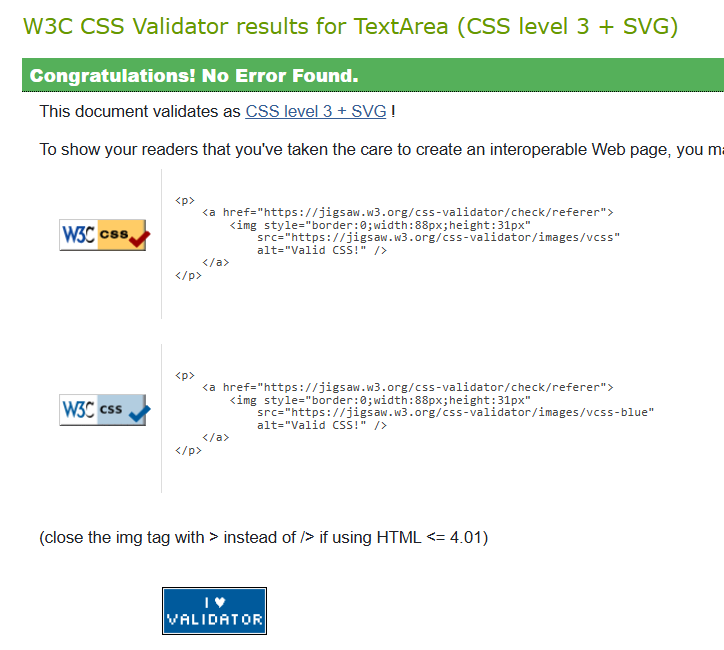 W3C CSS Validator results for TextArea (CSS level 3 + SVG)
Congratulations! No Error Found.
This document validates as CSS level 3 + SVG !
To show your readers that you've taken the care to create an interoperable Web page, you
W3C css
<p>
<a href="https://jigsaw.w3.org/css-validator/check/referer">
<img style="border:0;width:88px;height:31px"
src="https://jigsaw.w3.org/css-validator/images/vcss"
alt="Valid CSS!" />
</a>
</p>
W3C css
<p>
<a href="https://jigsaw.w3.org/css-validator/check/referer">
<img style="border:0;width:88px;height:31px"
src="https://jigsaw.w3.org/css-validator/images/vcss-blue"
alt="Valid CSS!" />
</a>
</p>
(close the img tag with > instead of /> if using HTML <= 4.01)
I ♥
VALIDATOR